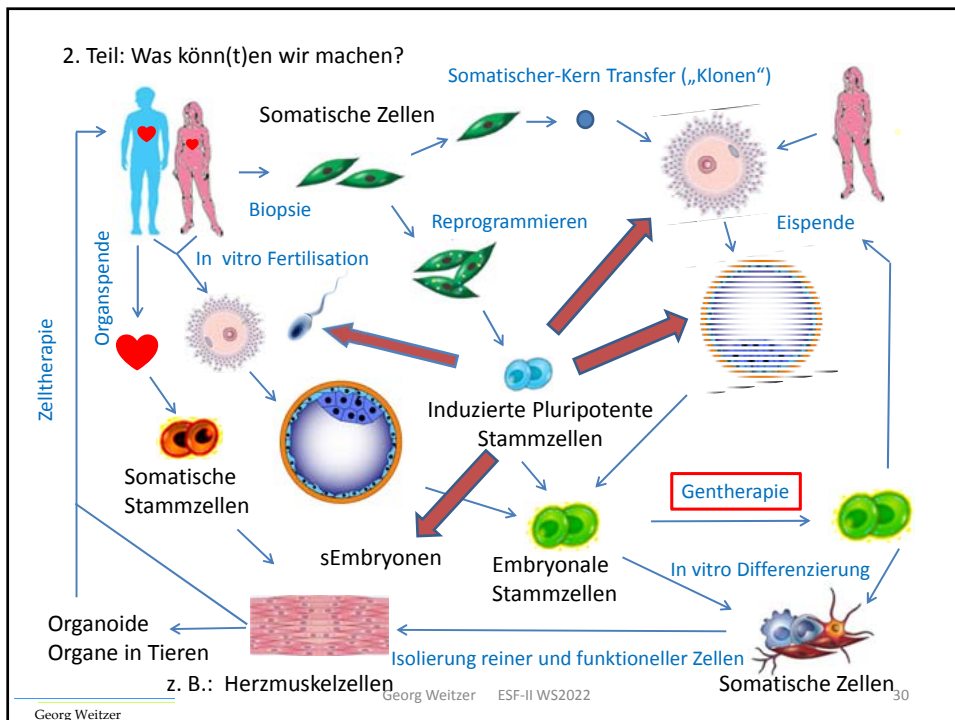 2. Teil: Was könn(t)en wir machen?
Somatischer-Kern Transfer („Klonen“)
Somatische Zellen
Biopsie
Reprogrammieren
Eispende
In vitro Fertilisation
Organspende
Zelltherapie
Induzierte Pluripotente
Stammzellen
Somatische
Stammzellen
Gentherapie
sEmbryonen
Embryonale
Stammzellen
In vitro Differenzierung
Organoide
Organe in Tieren
Isolierung reiner und funktioneller Zellen
z. B.: Herzmuskelzellen
Somatische Zellen
Georg Weitzer ESF-II WS2022
30
Georg Weitzer